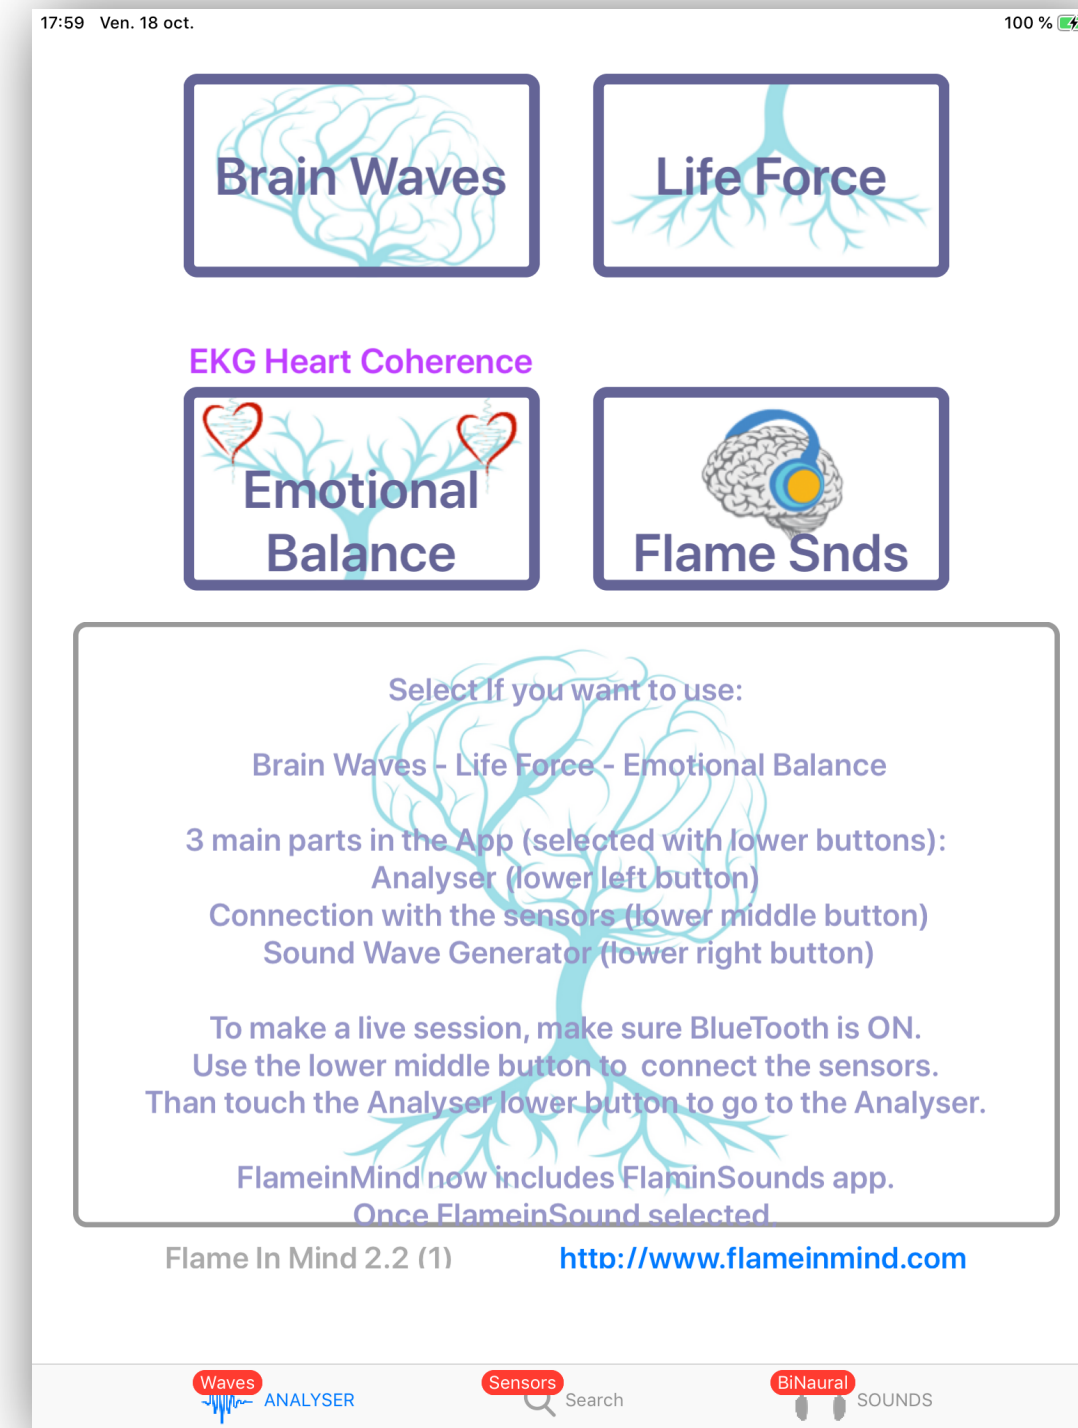 17:59 Ven. 18 oct.
100 %
Brain Waves
Life Force
EKG Heart Coherence
Emotional
Balance
Flame Snds
Select If you want to use:
Brain Waves - Life Force - Emotional Balance
3 main parts in the App (selected with lower buttons):
Analyser (lower left button)
Connection with the sensors (lower middle button)
Sound Wave Generator (lower right button)
To make a live session, make sure BlueTooth is ON.
Use the lower middle button to  connect the sensors.
Than touch the Analyser lower button to go to the Analyser.
FlameinMind now includes FlaminSounds app.
Once FlameinSound selected,
Flame In Mind 2.2 (1)
http://www.flameinmind.com
Waves
ANALYSER
Sensors
Search
BiNaural
SOUNDS